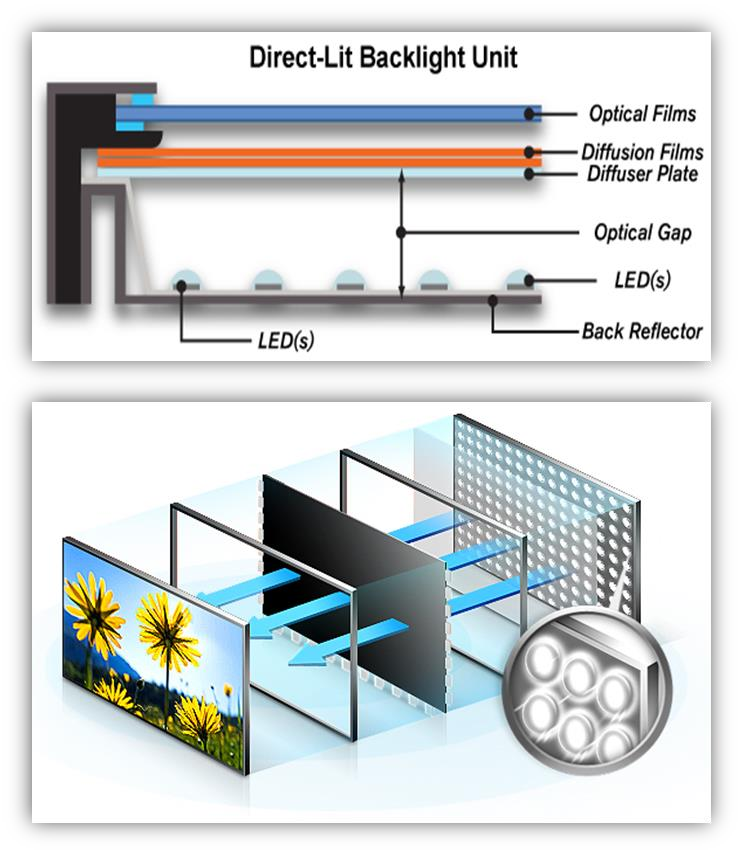 Direct-Lit Backlight Unit
Optical Films
Diffusion Films
Diffuser Plate
Optical Gap
LED(s)
Back Reflector
LED(s)